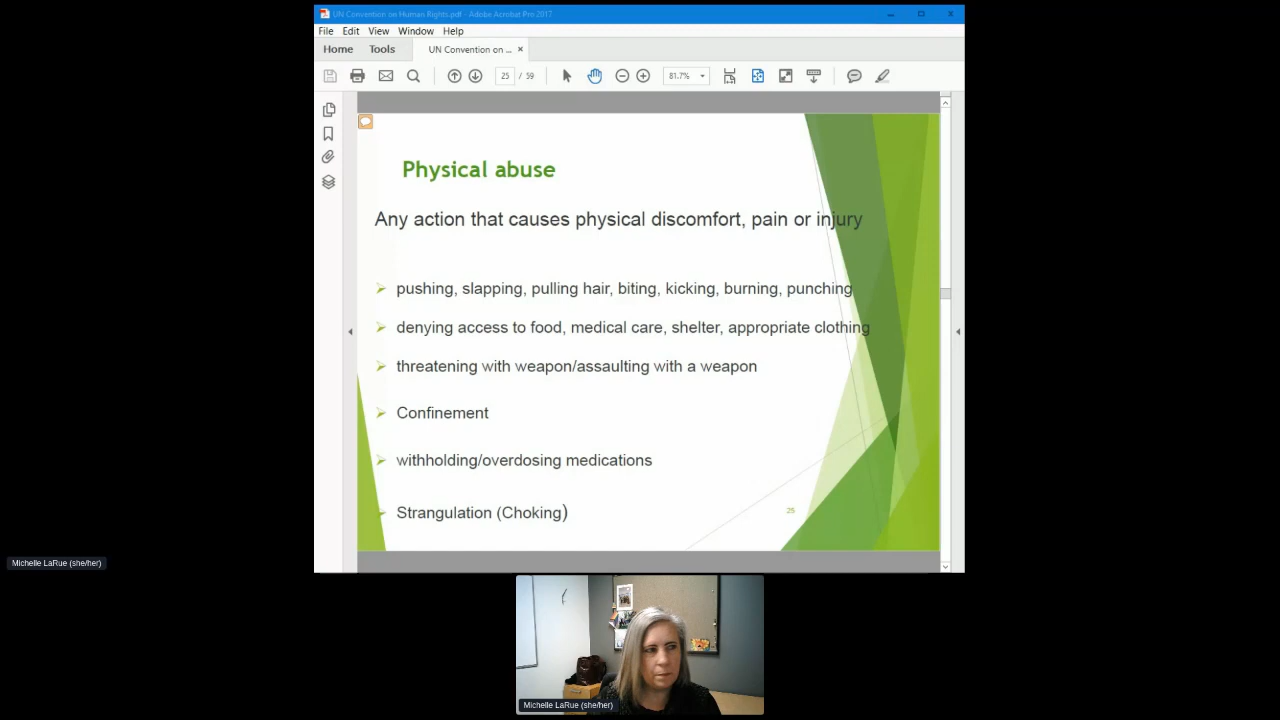 UN Convention on Human Rights.pdf - Adobe Acrobat Pro 2017
File Edit View Window Help
Home Tools UN Convention on ... ×
25 / 59 81.7%
Physical abuse
Any action that causes physical discomfort, pain or injury
pushing, slapping, pulling hair, biting, kicking, burning, punching
denying access to food, medical care, shelter, appropriate clothing
threatening with weapon/assaulting with a weapon
Confinement
withholding/overdosing medications
Strangulation (Choking)
25
Michelle LaRue (she/her)
Michelle LaRue (she/her)